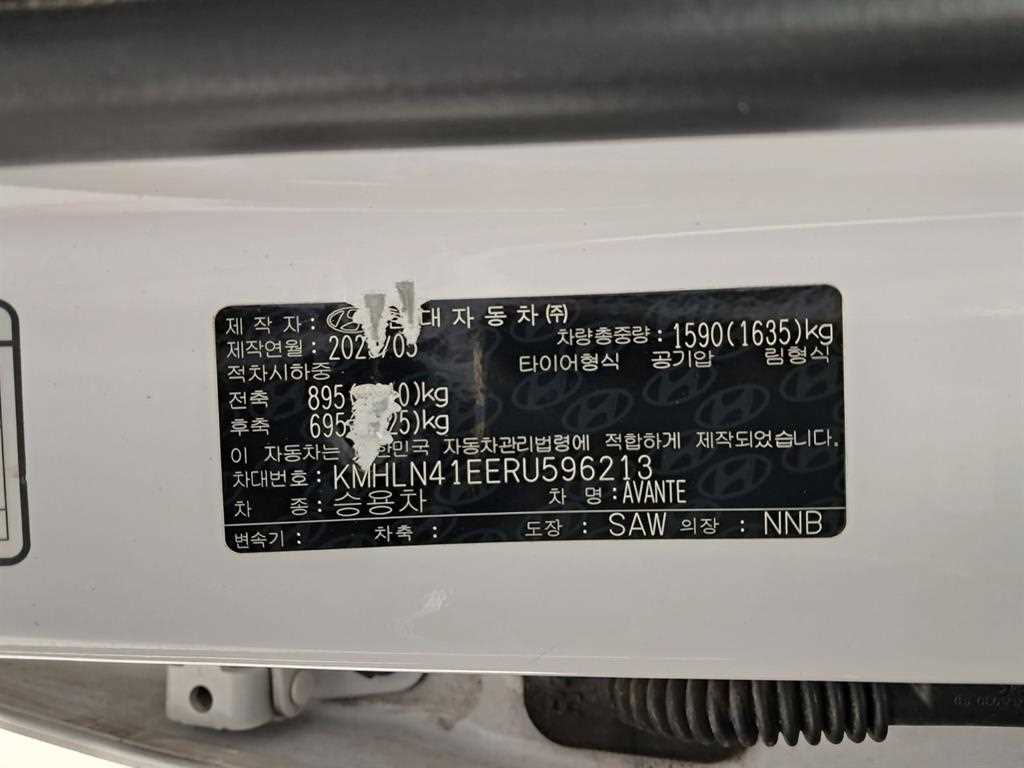 제작자: 현대자동차(주)
차량총중량: 1590(1635)kg
제작연월: /05
타이어형식 공기압 림형식
적차시하중
전축 895( kg
후축 kg
이 자동차는 대한민국 자동차관리법령에 적합하게 제작되었습니다.
차대번호: KMHLN41EERU596213
차종: 승용차 차명: AVANTE
변속기: 차축: 도장: SAW 의장: NNB